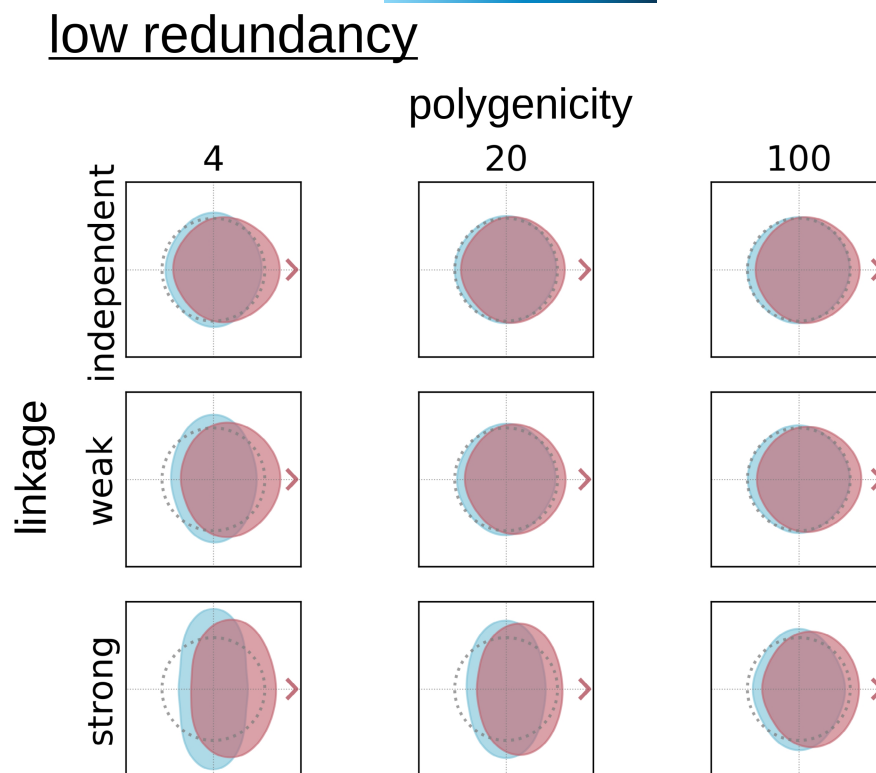 low redundancy
polygenicity
4 20 100
linkage
independent
weak
strong